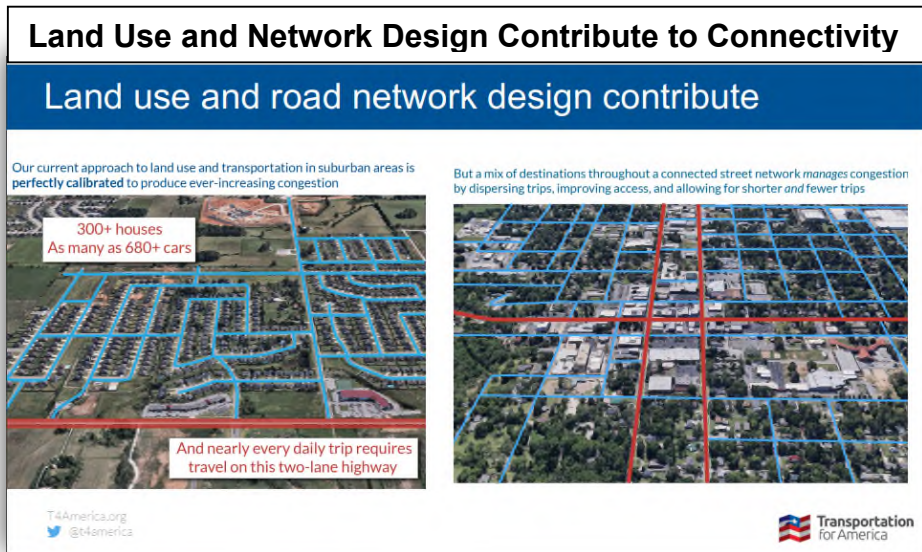 Land Use and Network Design Contribute to Connectivity
Land use and road network design contribute
Our current approach to land use and transportation in suburban areas is
perfectly calibrated to produce ever-increasing congestion
300+ houses
As many as 680+ cars
And nearly every daily trip requires
travel on this two-lane highway
But a mix of destinations throughout a connected street network manages congestion
by dispersing trips, improving access, and allowing for shorter and fewer trips
T4America.org
@t4america
Transportation
for America